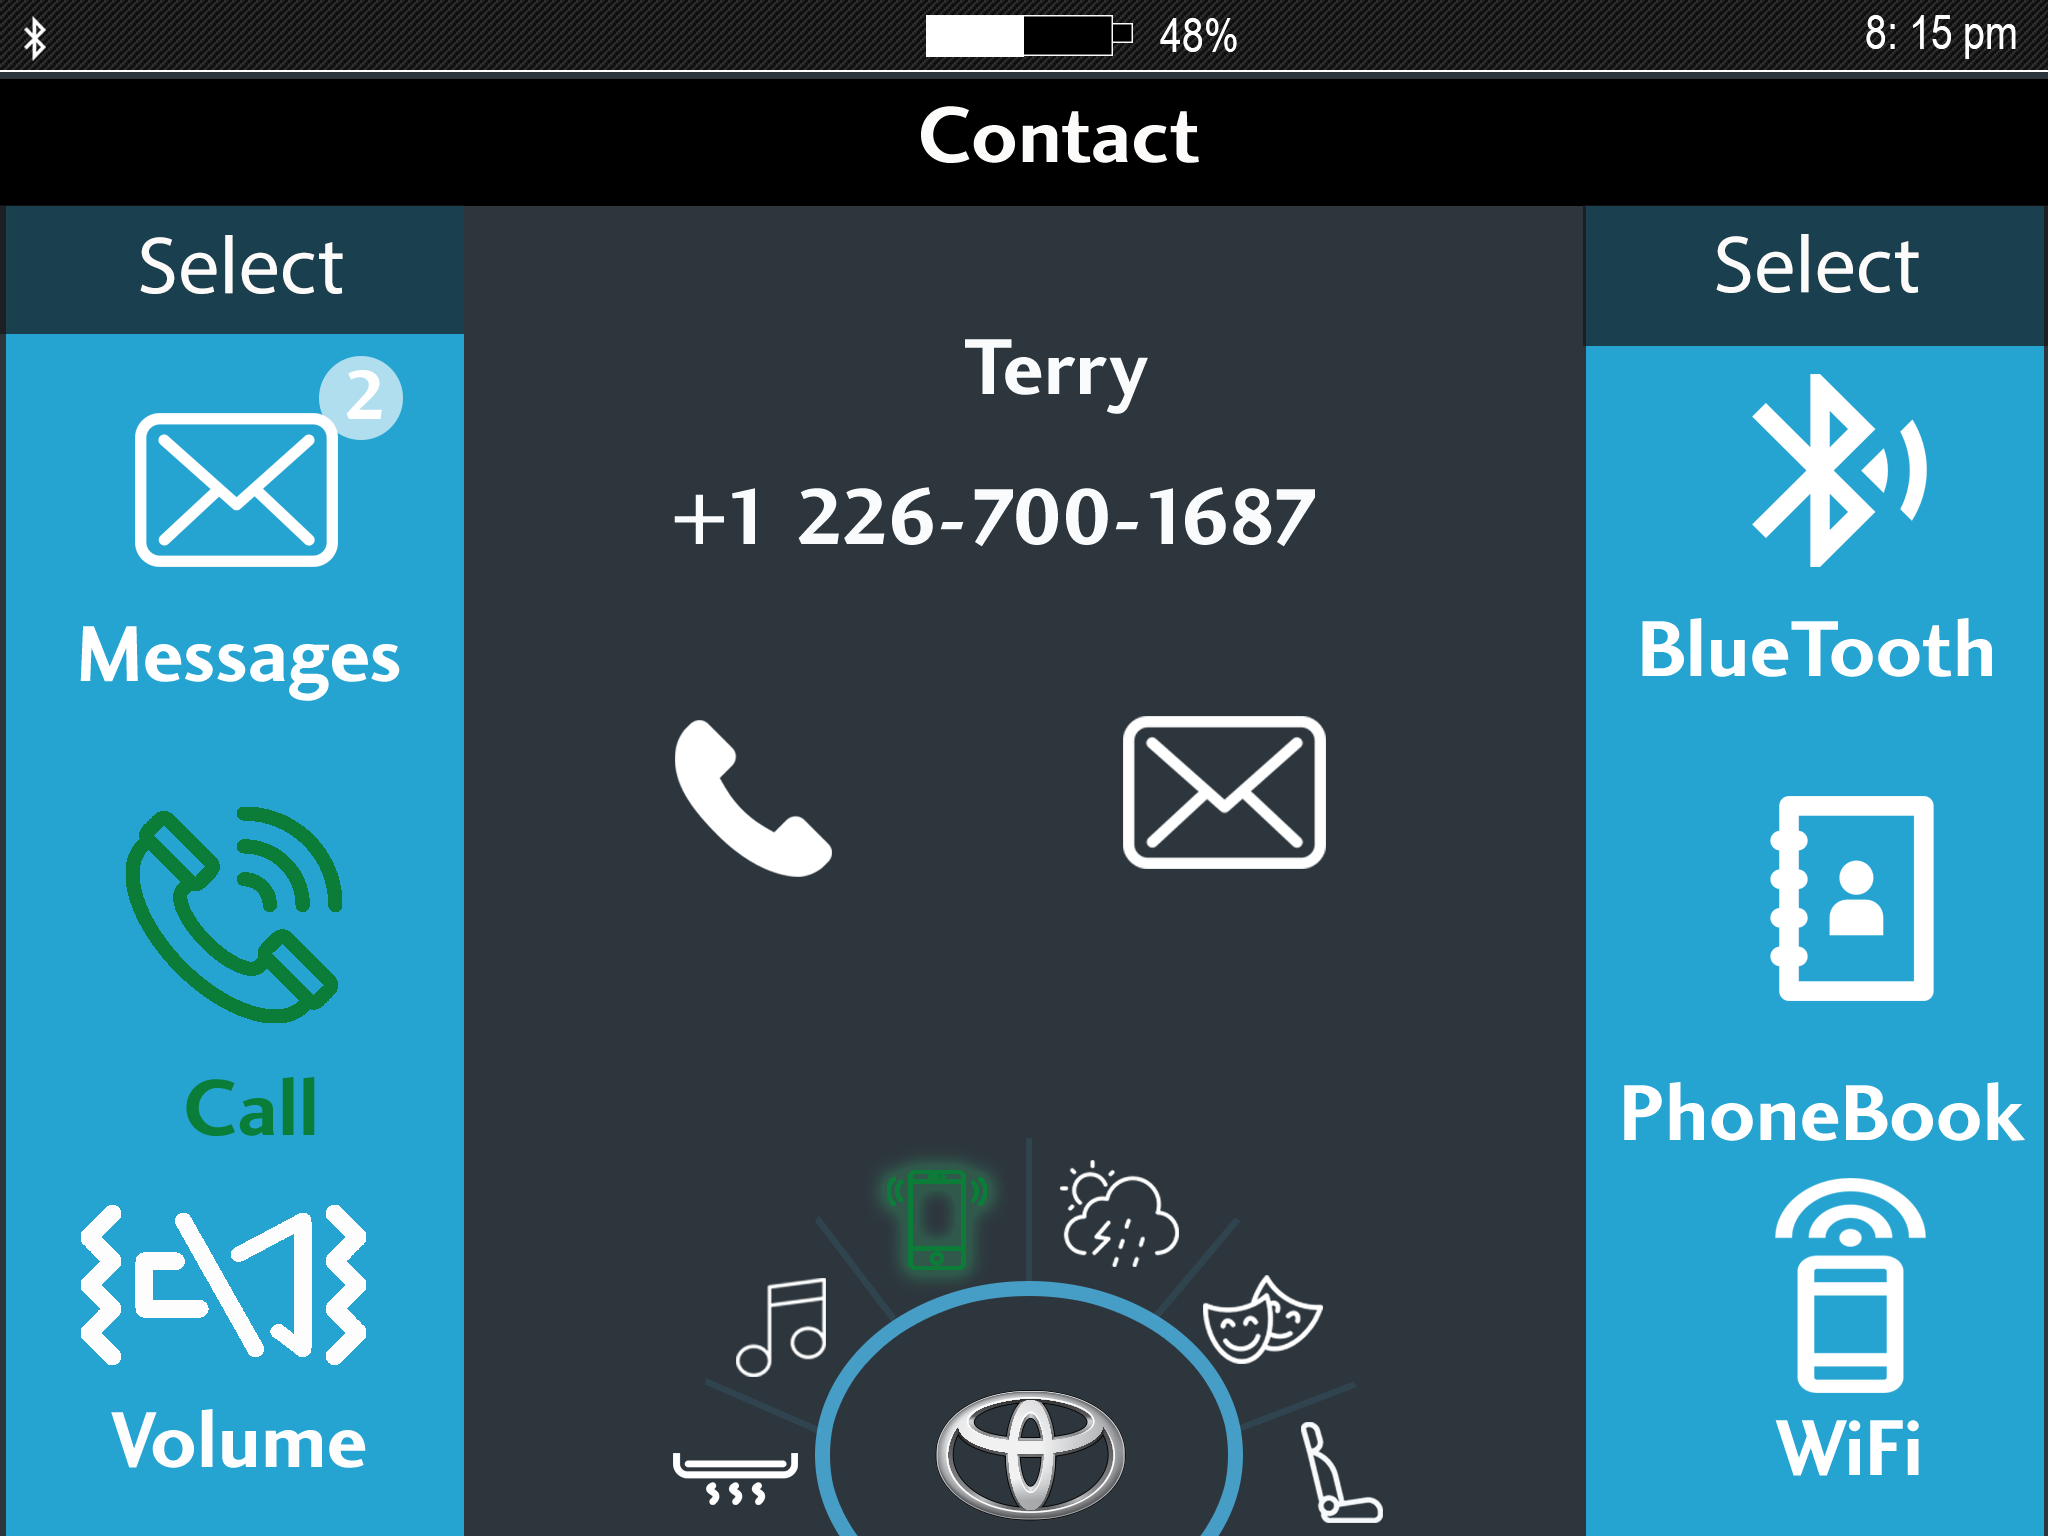 48%
8: 15 pm
Contact
Select
Select
2
Messages
Call
Volume
Terry
+1 226-700-1687
BlueTooth
PhoneBook
WiFi